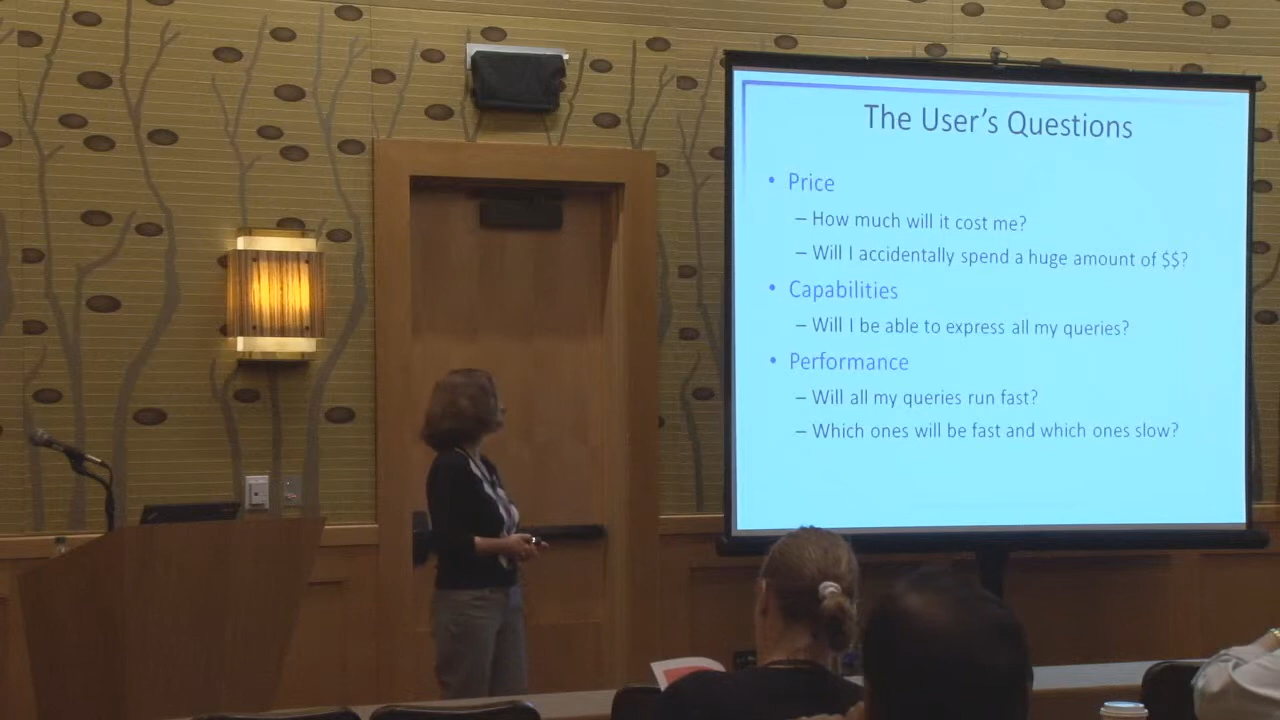 The User's Questions
• Price
– How much will it cost me?
– Will I accidentally spend a huge amount of $$?
• Capabilities
– Will I be able to express all my queries?
• Performance
– Will all my queries run fast?
– Which ones will be fast and which ones slow?